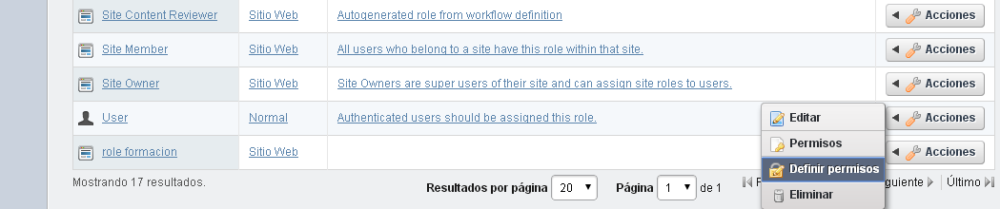 Site Content Reviewer Sitio Web Autogenerated role from workflow definition Acciones
Site Member Sitio Web All users who belong to a site have this role within that site. Acciones
Site Owner Sitio Web Site Owners are super users of their site and can assign site roles to users. Acciones
User Normal Authenticated users should be assigned this role. Editar Acciones
role formacion Sitio Web Permisos Acciones
Definir permisos
Mostrando 17 resultados. Resultados por página 20 Página 1 de 1 Último
Eliminar